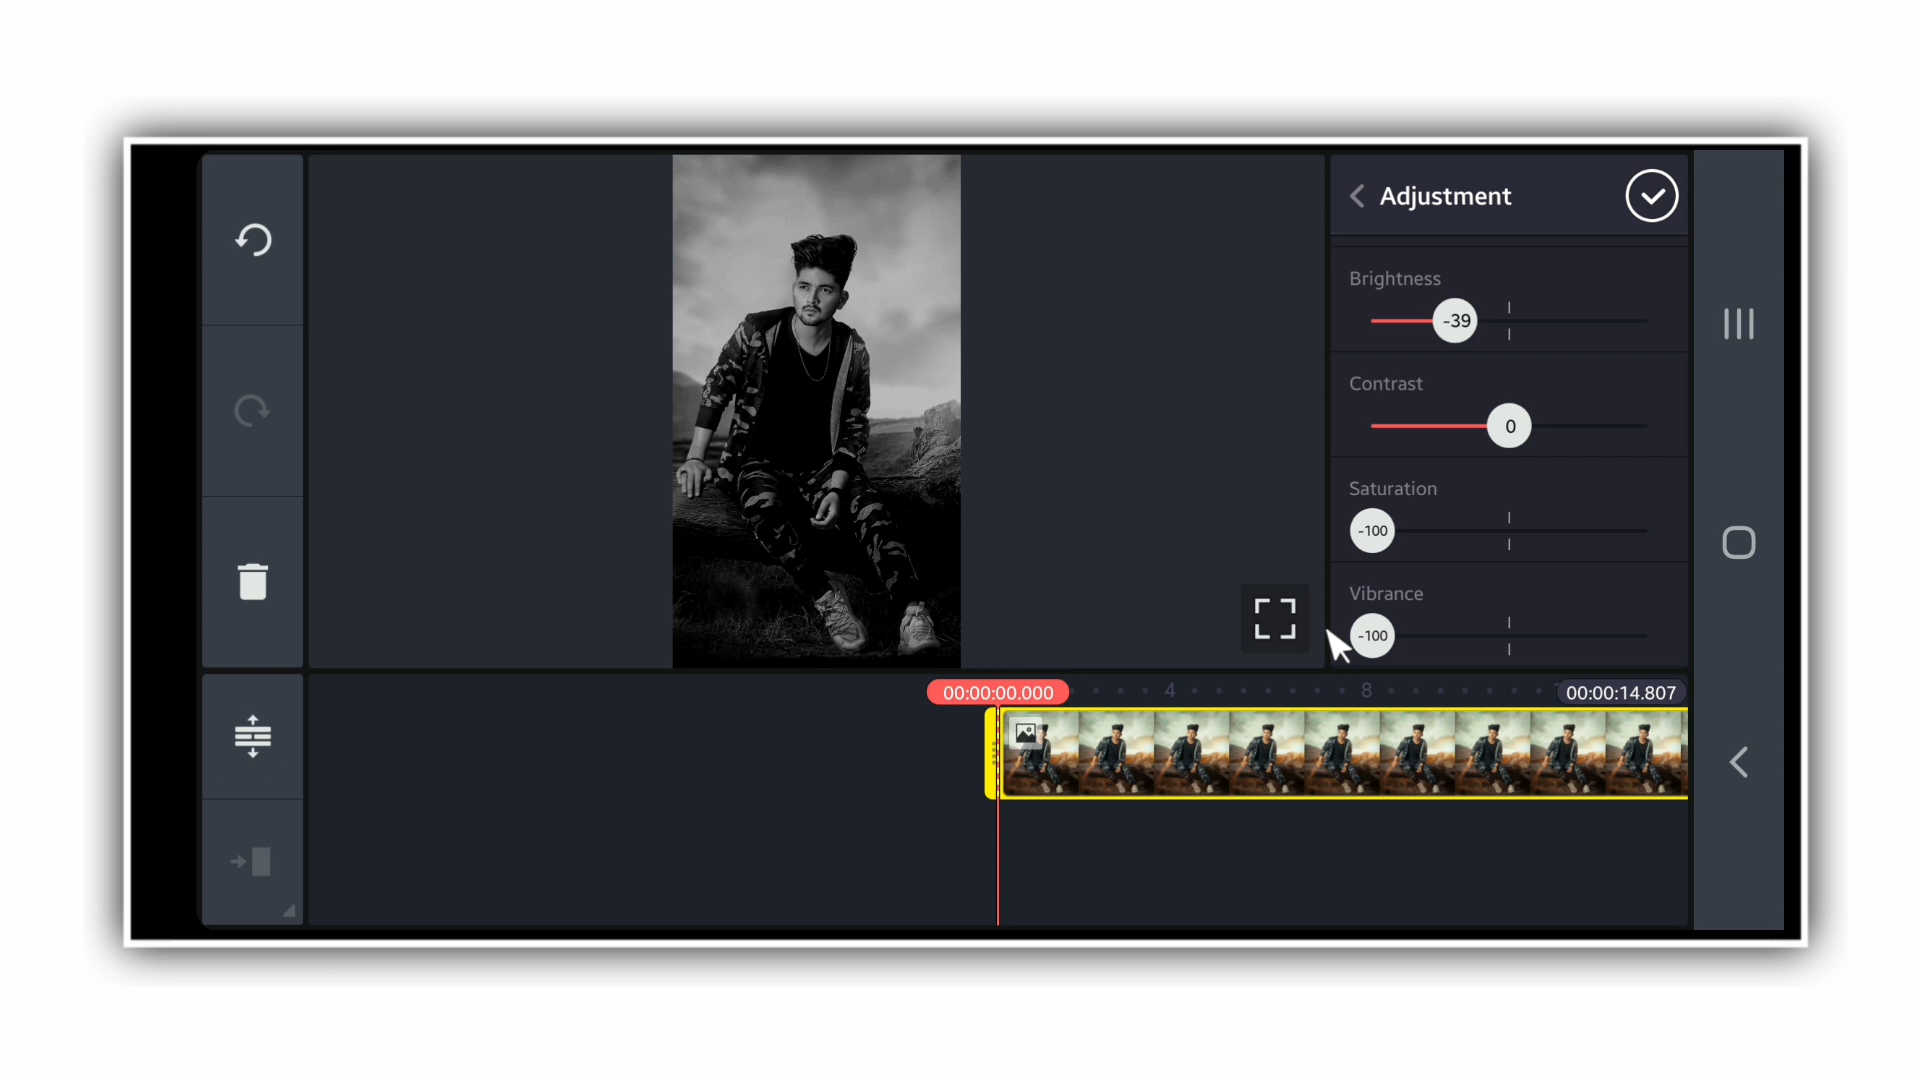 Adjustment
Brightness
-39
Contrast
0
Saturation
-100
Vibrance
-100
00:00:00.000
4
8
00:00:14.807